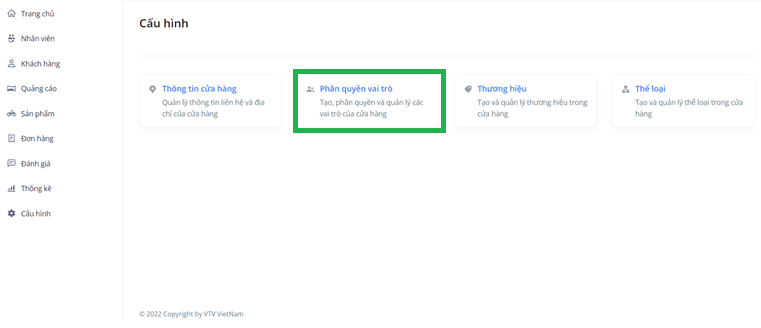 Trang chủ
Nhân viên
Khách hàng
Quảng cáo
Sản phẩm
Đơn hàng
Đánh giá
Thống kê
Cấu hình
Cấu hình
Thông tin cửa hàng
Quản lý thông tin liên hệ và địa
chỉ của cửa hàng
Phân quyền vai trò
Tạo, phân quyền và quản lý các
vai trò của cửa hàng
Thương hiệu
Tạo và quản lý thương hiệu trong
cửa hàng
Thể loại
Tạo và quản lý thể loại trong cửa
hàng
© 2022 Copyright by VTV VietNam